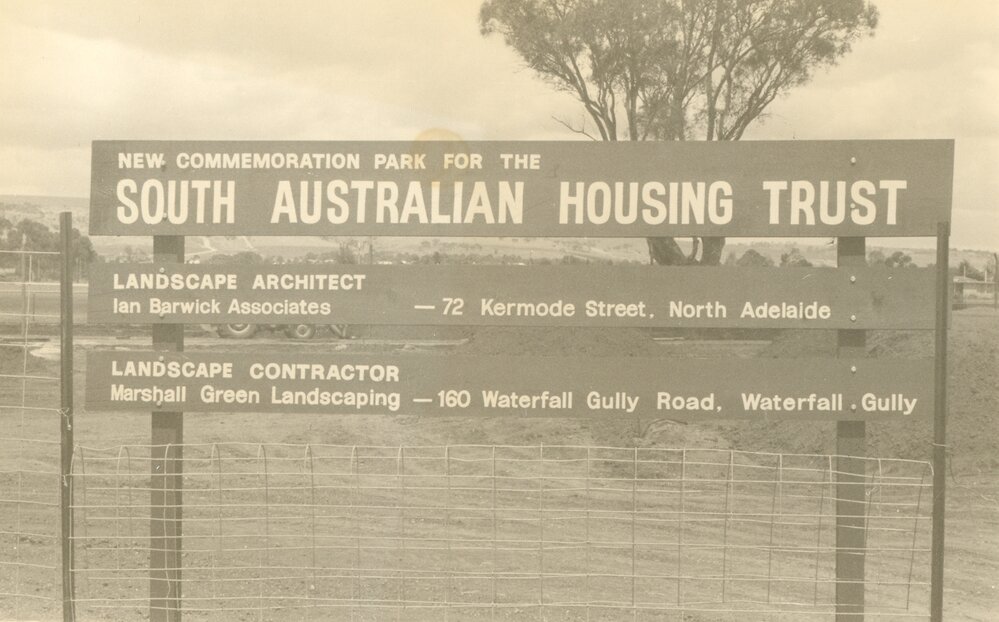 NEW COMMEMORATION PARK FOR THE
SOUTH AUSTRALIAN HOUSING TRUST
LANDSCAPE ARCHITECT
Ian Barwick Associates — 72 Kermode Street, North Adelaide
LANDSCAPE CONTRACTOR
Marshall Green Landscaping — 160 Waterfall Gully Road, Waterfall Gully